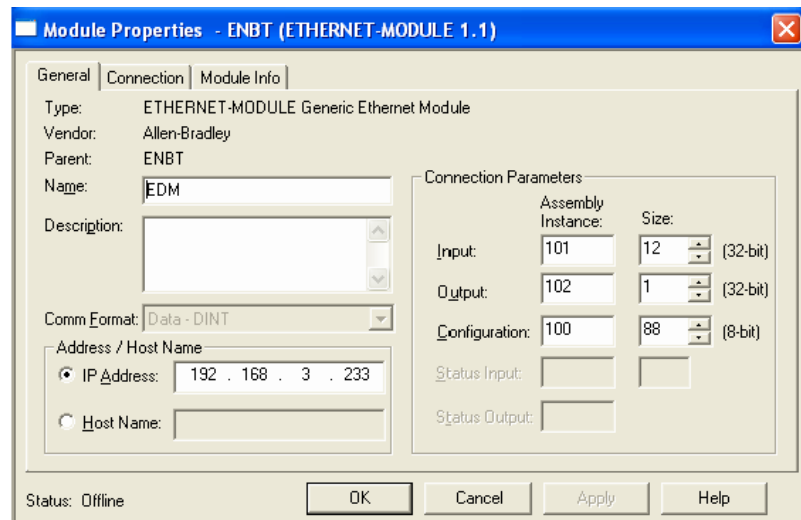 Module Properties - ENBT (ETHERNET-MODULE 1.1)
General Connection Module Info
Type: ETHERNET-MODULE Generic Ethernet Module
Vendor: Allen-Bradley
Parent: ENBT
Name: EDM
Description:
Comm Format: Data - DINT
Address / Host Name
IP Address: 192 . 168 . 3 . 233
Host Name:
Connection Parameters
Assembly Instance: Size:
Input: 101 12 (32-bit)
Output: 102 1 (32-bit)
Configuration: 100 88 (8-bit)
Status Input:
Status Output:
Status: Offline
OK Cancel Apply Help